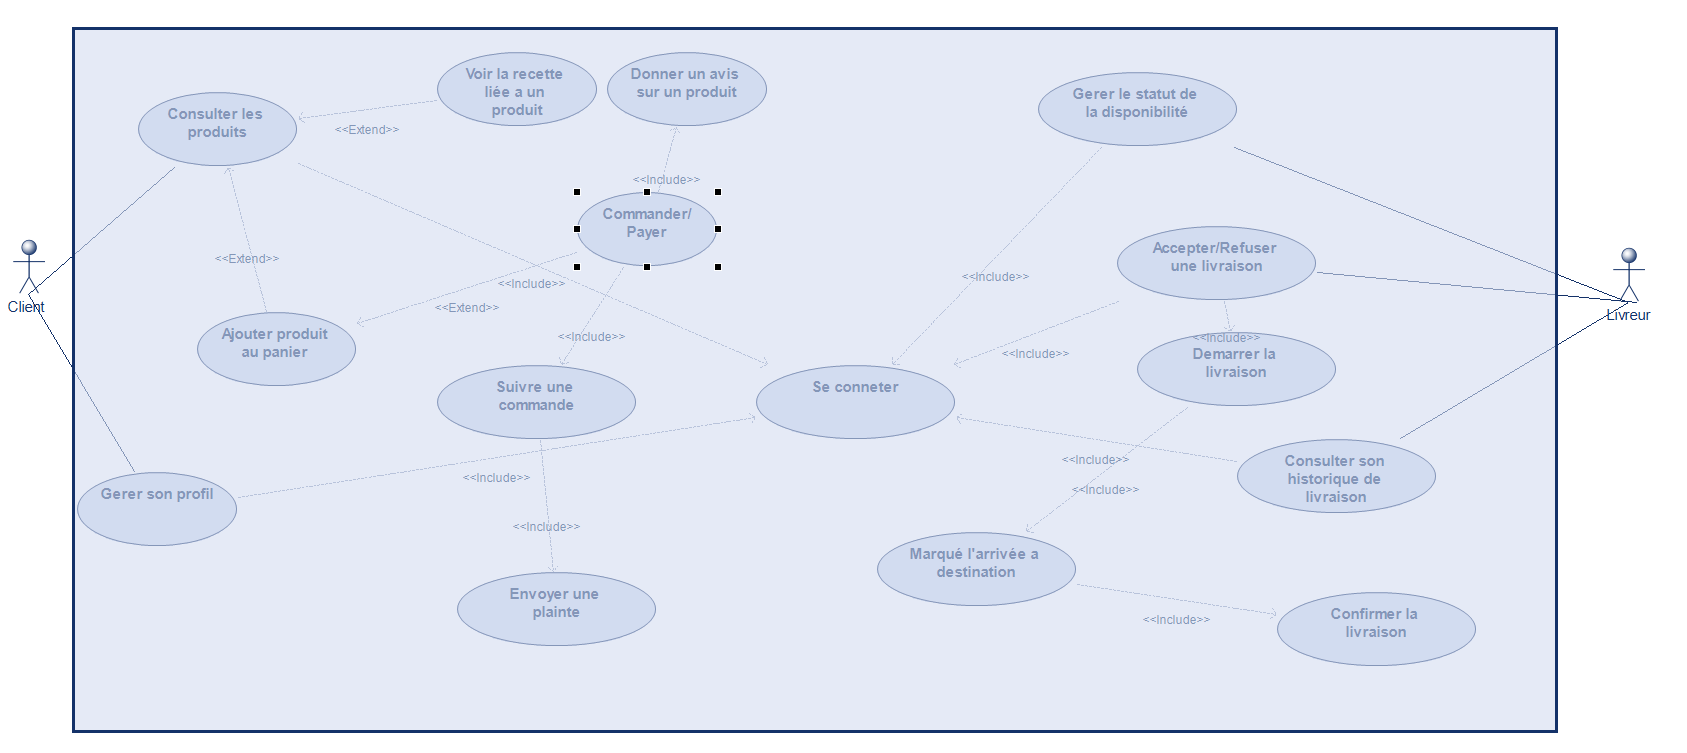 Voir la recette
liée a un
produit
Donner un avis
sur un produit
Gerer le statut de
la disponibilité
Consulter les
produits
<<Extend>>
<<Include>>
Commander/
Payer
Accepter/Refuser
une livraison
<<Extend>>
<<Include>>
<<Include>>
Client
<<Extend>>
Livreur
Ajouter produit
au panier
<<Include>>
<<Include>>
<<Include>>
Demarrer la
livraison
Suivre une
commande
Se conneter
<<Include>>
Consulter son
historique de
livraison
<<Include>>
<<Include>>
Gerer son profil
<<Include>>
Marqué l'arrivée a
destination
Envoyer une
plainte
<<Include>>
Confirmer la
livraison